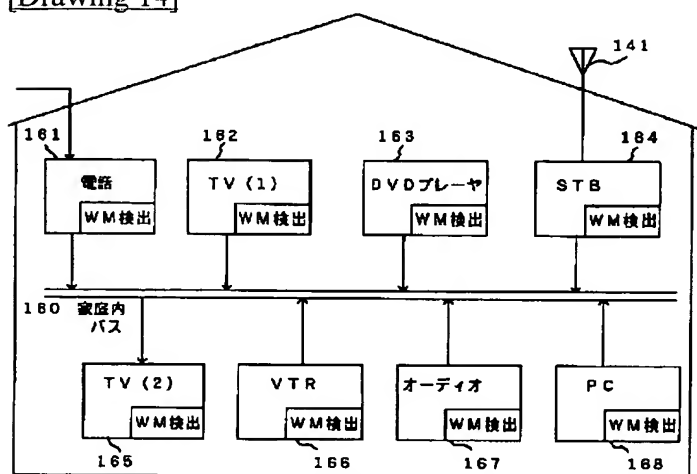 [Drawing 14]
141
161 162 163 164
電話 TV(1) DVDプレーヤ STB
WM検出 WM検出 WM検出 WM検出
160 家庭内
バス
TV(2) VTR オーディオ PC
WM検出 WM検出 WM検出 WM検出
165 166 167 168